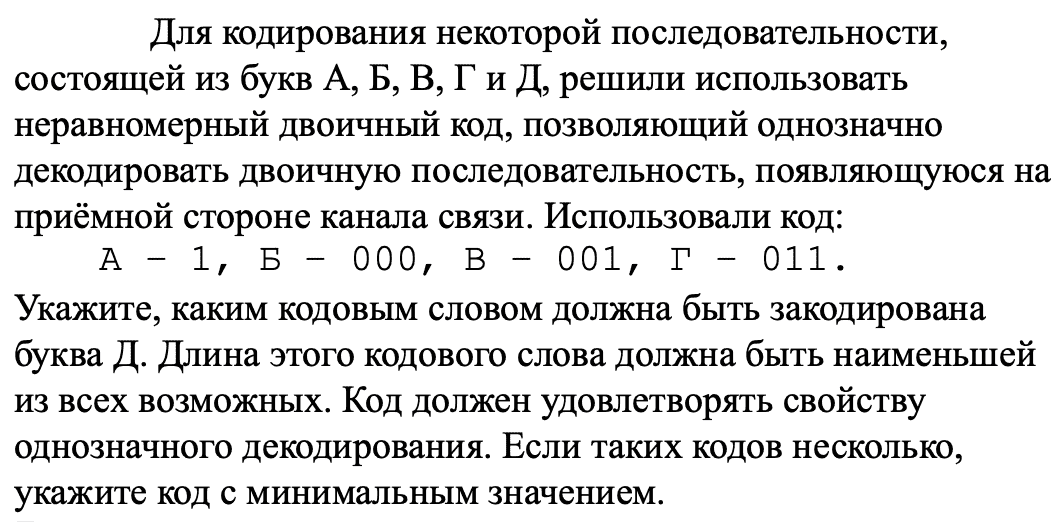 Для кодирования некоторой последовательности,
состоящей из букв А, Б, В, Г и Д, решили использовать
неравномерный двоичный код, позволяющий однозначно
декодировать двоичную последовательность, появляющуюся на
приёмной стороне канала связи. Использовали код:
А – 1, Б – 000, В – 001, Г – 011.
Укажите, каким кодовым словом должна быть закодирована
буква Д. Длина этого кодового слова должна быть наименьшей
из всех возможных. Код должен удовлетворять свойству
однозначного декодирования. Если таких кодов несколько,
укажите код с минимальным значением.